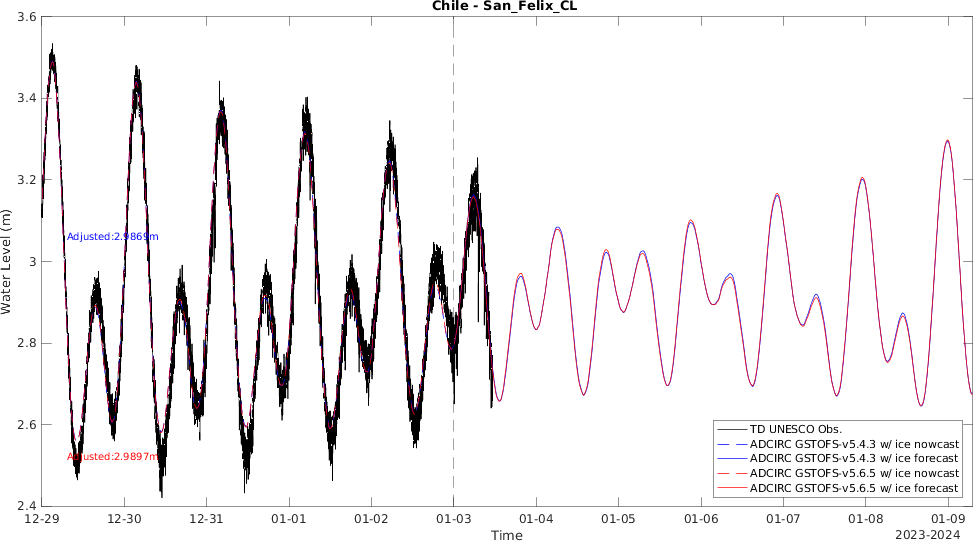 Chile - San_Felix_CL
3.6
3.4
3.2
3
2.8
2.6
2.4
Water Level (m)
Adjusted:2.9869m
Adjusted:2.9897m
TD UNESCO Obs.
ADCIRC GSTOFS-v5.4.3 w/ ice nowcast
ADCIRC GSTOFS-v5.4.3 w/ ice forecast
ADCIRC GSTOFS-v5.6.5 w/ ice nowcast
ADCIRC GSTOFS-v5.6.5 w/ ice forecast
12-29 12-30 12-31 01-01 01-02 01-03 01-04 01-05 01-06 01-07 01-08 01-09
Time
2023-2024